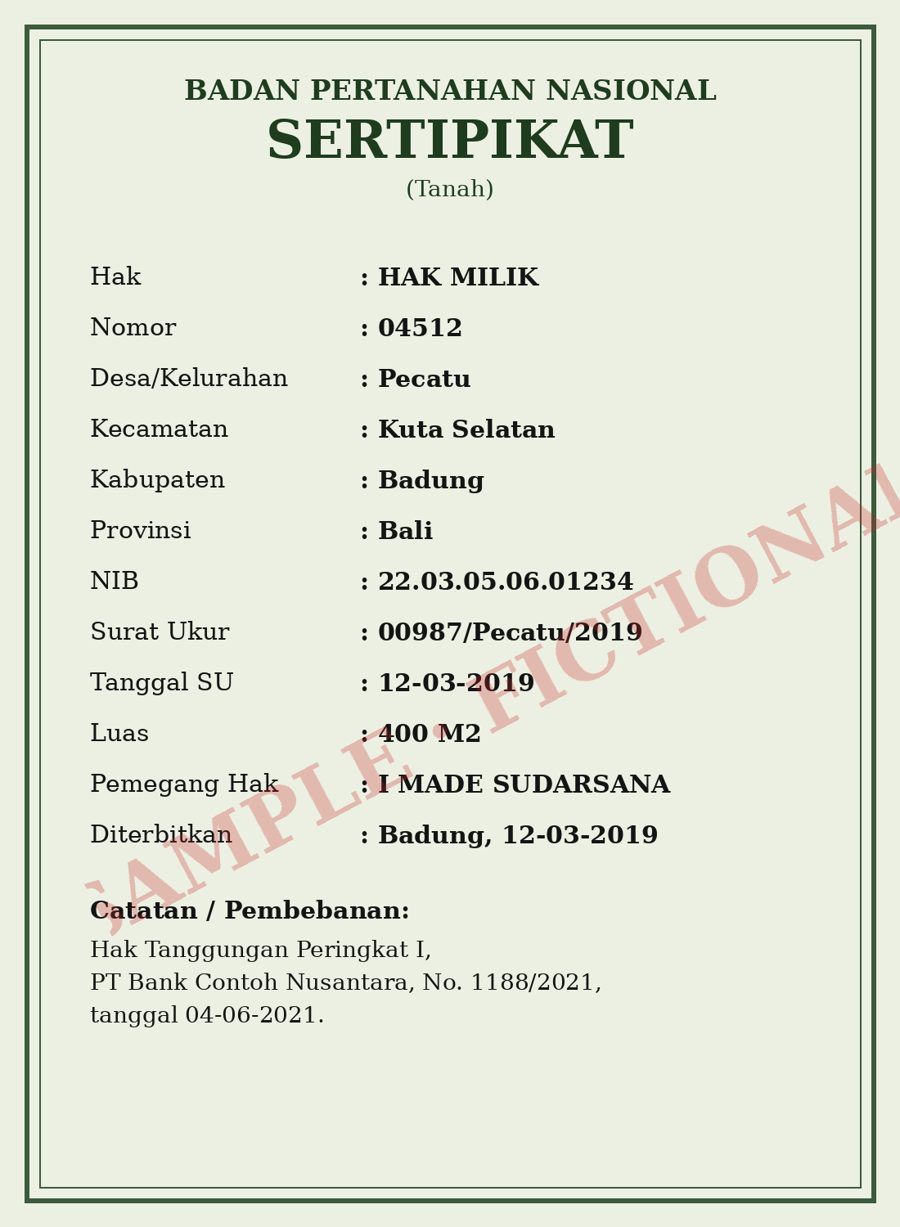 BADAN PERTANAHAN NASIONAL
SERTIPIKAT
(Tanah)
Hak : HAK MILIK
Nomor : 04512
Desa/Kelurahan : Pecatu
Kecamatan : Kuta Selatan
Kabupaten : Badung
Provinsi : Bali
NIB : 22.03.05.06.01234
Surat Ukur : 00987/Pecatu/2019
Tanggal SU : 12-03-2019
Luas : 400 M2
Pemegang Hak : I MADE SUDARSANA
Diterbitkan : Badung, 12-03-2019
Catatan / Pembebanan:
Hak Tanggungan Peringkat I,
PT Bank Contoh Nusantara, No. 1188/2021,
tanggal 04-06-2021.
SAMPLE · FICTIONAL